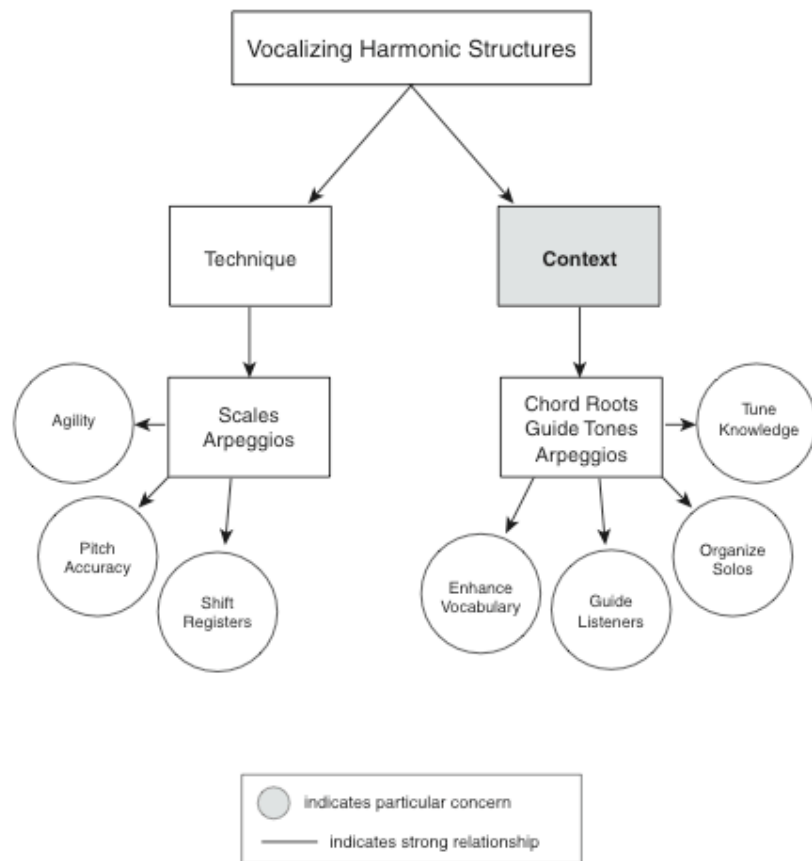 Vocalizing Harmonic Structures
Technique
Context
Scales
Arpeggios
Chord Roots
Guide Tones
Arpeggios
Agility
Pitch
Accuracy
Shift
Registers
Tune
Knowledge
Organize
Solos
Enhance
Vocabulary
Guide
Listeners
indicates particular concern
indicates strong relationship